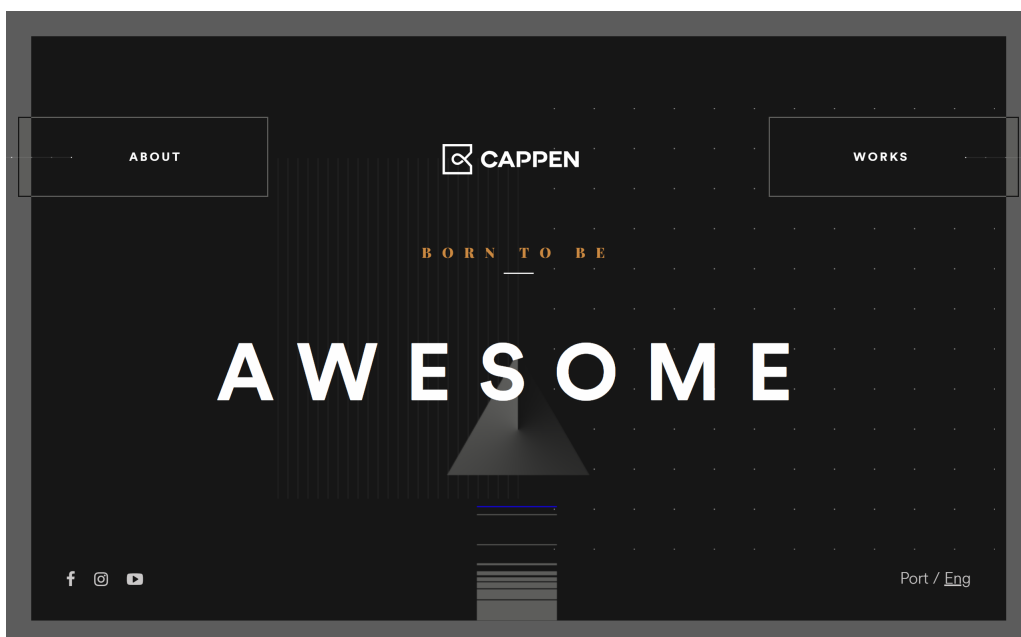 ABOUT
CAPPEN
WORKS
BORN TO BE
AWESOME
Port / Eng